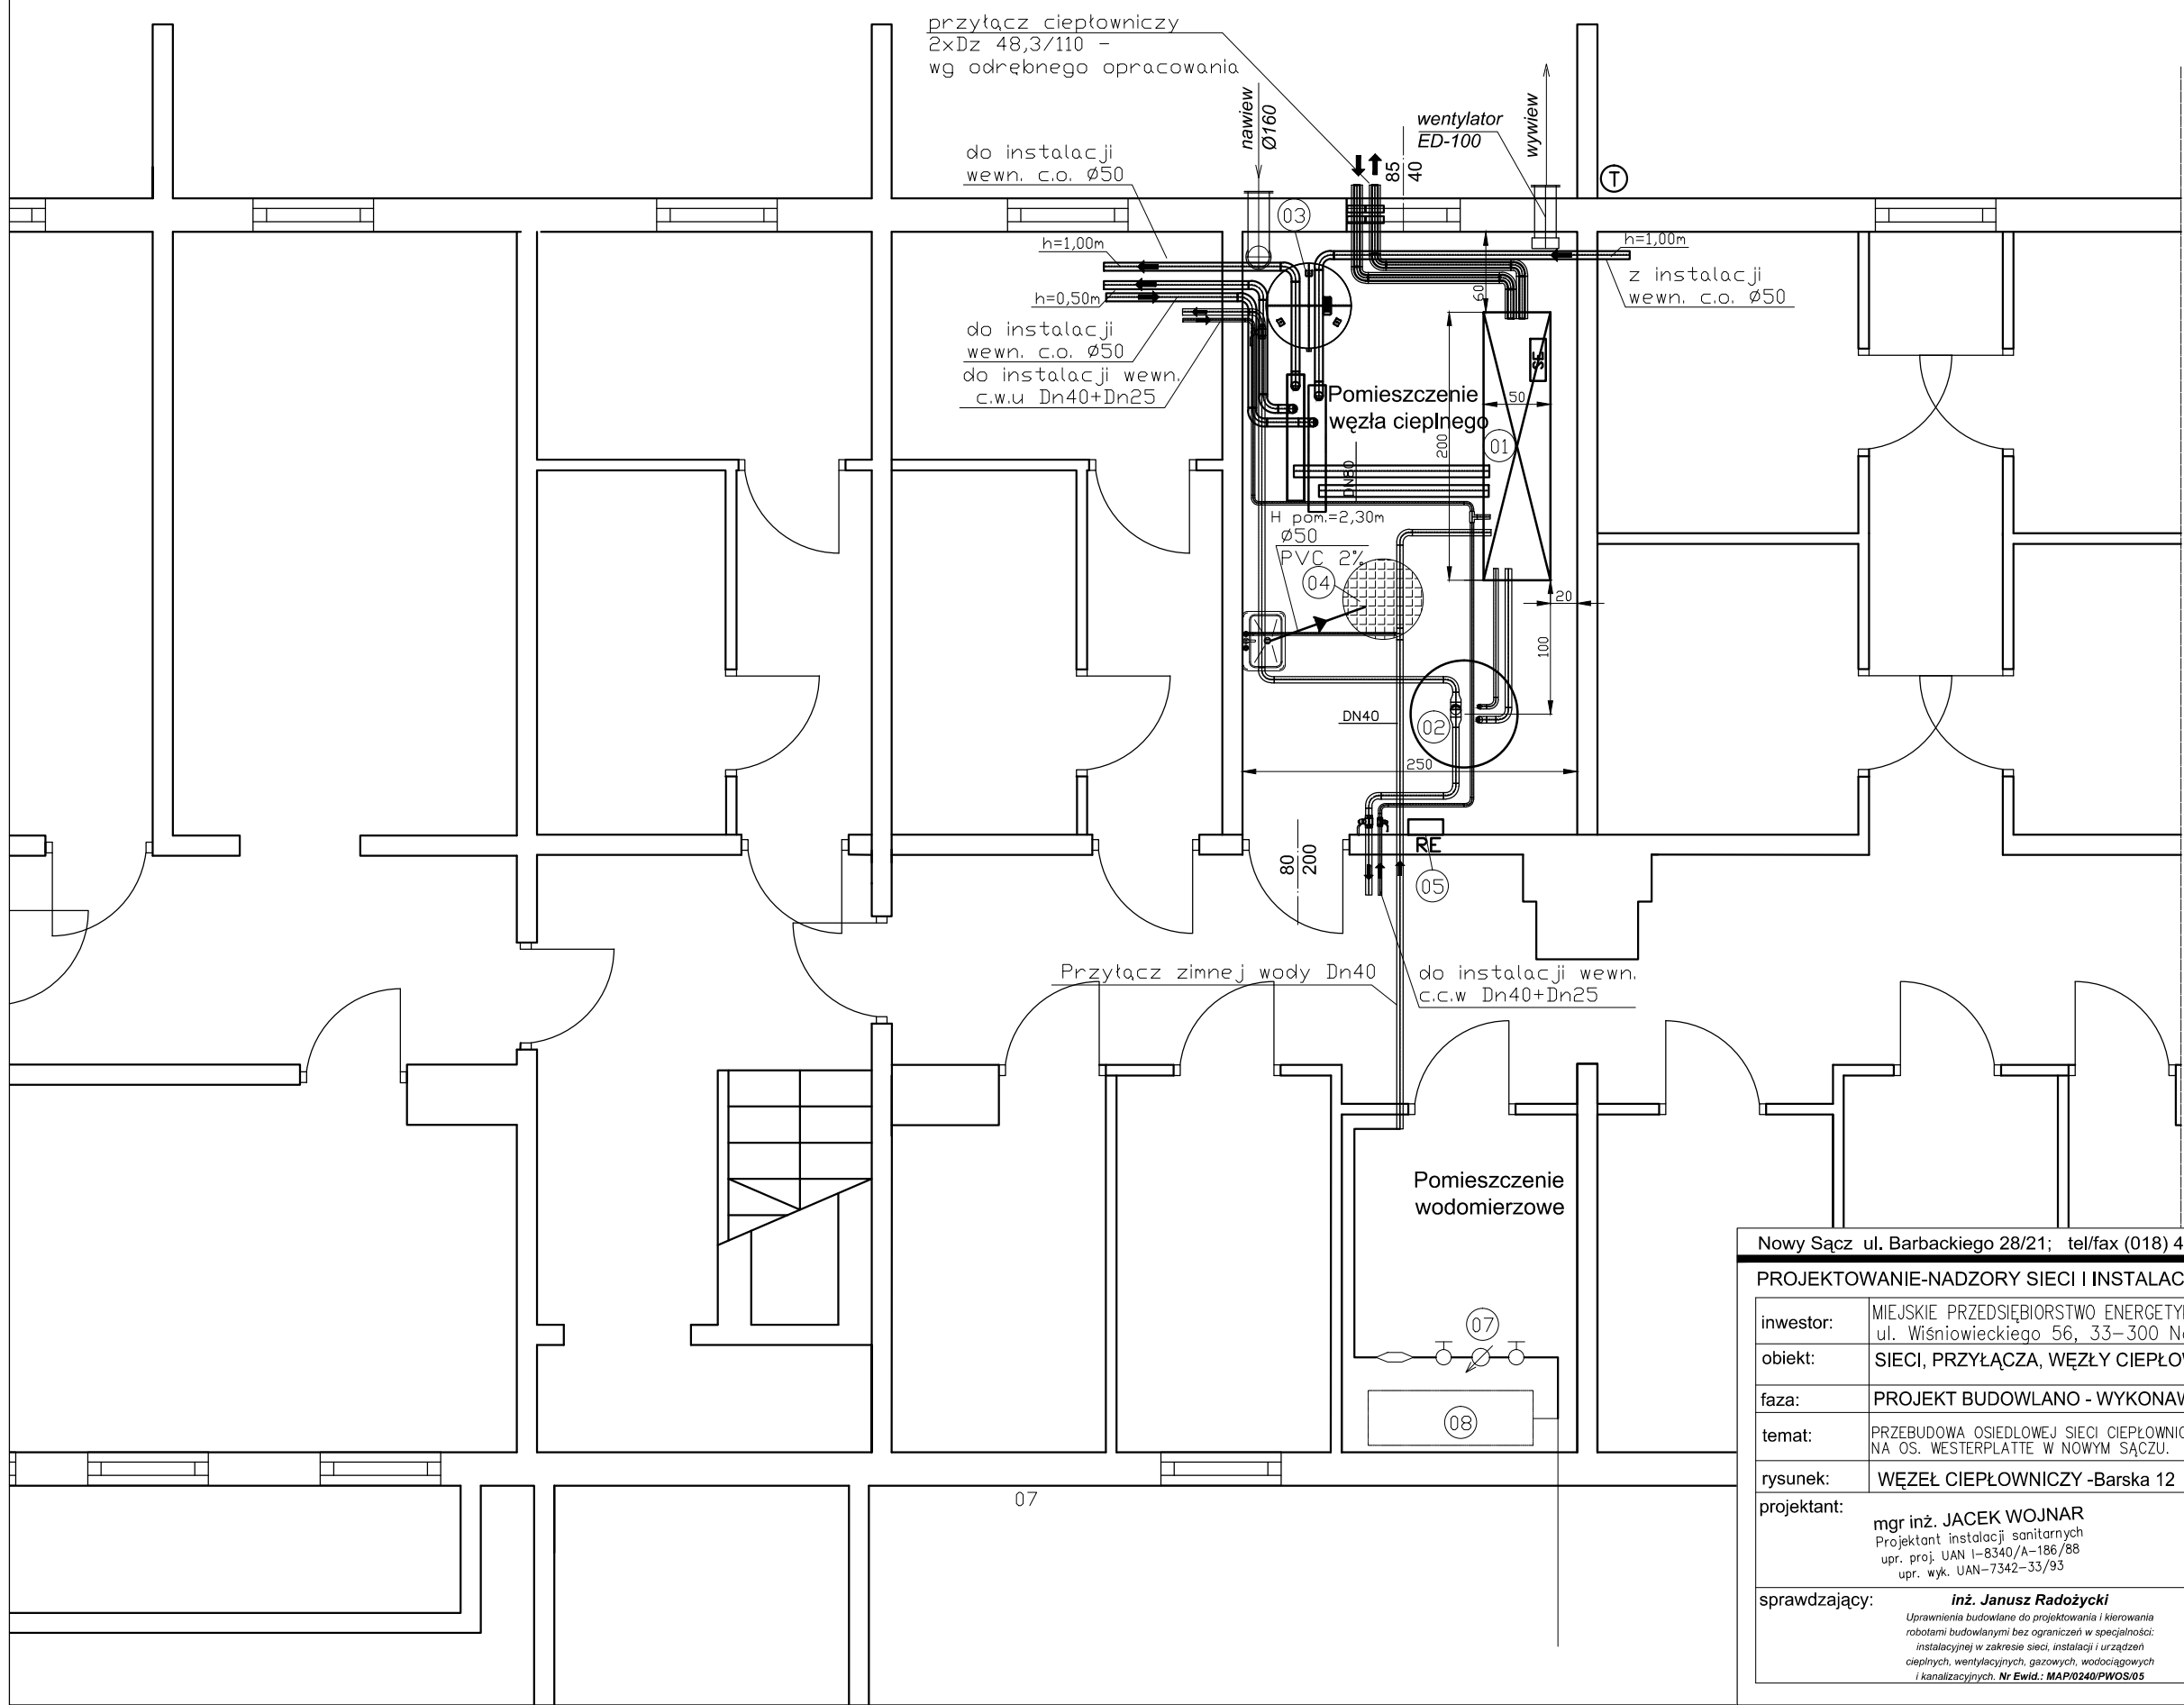 przyłącz ciepłowniczy
2xDz 48,3/110 -
wg odrębnego opracowania
nawiew
Ø160
wentylator
ED-100
wywiew
85
40
T
do instalacji
wewn. c.o. Ø50
03
h=1,00m
h=1,00m
z instalacji
wewn. c.o. Ø50
h=0,50m
60
do instalacji
wewn. c.o. Ø50
do instalacji wewn.
c.w.u Dn40+Dn25
SE
Pomieszczenie
węzła cieplnego
50
200
01
DN80
H pom.=2,30m
Ø50
PVC 2%
04
20
100
DN40
02
250
80
200
RE
05
Przyłącz zimnej wody Dn40
do instalacji wewn.
c.c.w Dn40+Dn25
Pomieszczenie
wodomierzowe
07
08
07
Nowy Sącz ul. Barbackiego 28/21; tel/fax (018) 4
PROJEKTOWANIE-NADZORY SIECI I INSTALAC
inwestor:
MIEJSKIE PRZEDSIĘBIORSTWO ENERGETY
ul. Wiśniowieckiego 56, 33-300 N
obiekt:
SIECI, PRZYŁĄCZA, WĘZŁY CIEPŁO
faza:
PROJEKT BUDOWLANO - WYKONAW
temat:
PRZEBUDOWA OSIEDLOWEJ SIECI CIEPŁOWNIC
NA OS. WESTERPLATTE W NOWYM SĄCZU.
rysunek:
WĘZEŁ CIEPŁOWNICZY -Barska 12
projektant:
mgr inż. JACEK WOJNAR
Projektant instalacji sanitarnych
upr. proj. UAN I-8340/A-186/88
upr. wyk. UAN-7342-33/93
sprawdzający:
inż. Janusz Radożycki
Uprawnienia budowlane do projektowania i kierowania
robotami budowlanymi bez ograniczeń w specjalności:
instalacyjnej w zakresie sieci, instalacji i urządzeń
cieplnych, wentylacyjnych, gazowych, wodociągowych
i kanalizacyjnych. Nr Ewid.: MAP/0240/PWOS/05